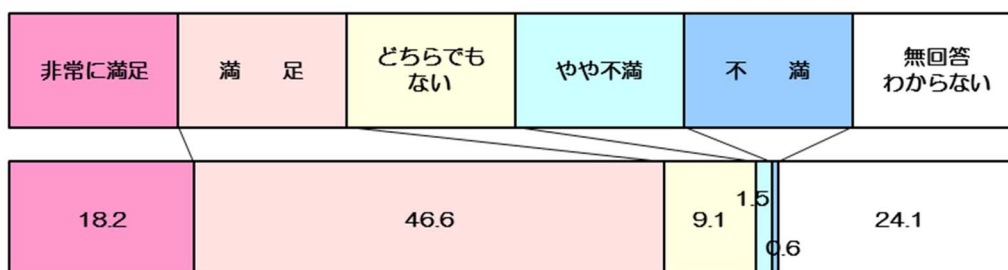 非常に満足
満　足
どちらでも
ない
やや不満
不　満
無回答
わからない
18.2
46.6
9.1
1.5
0.6
24.1